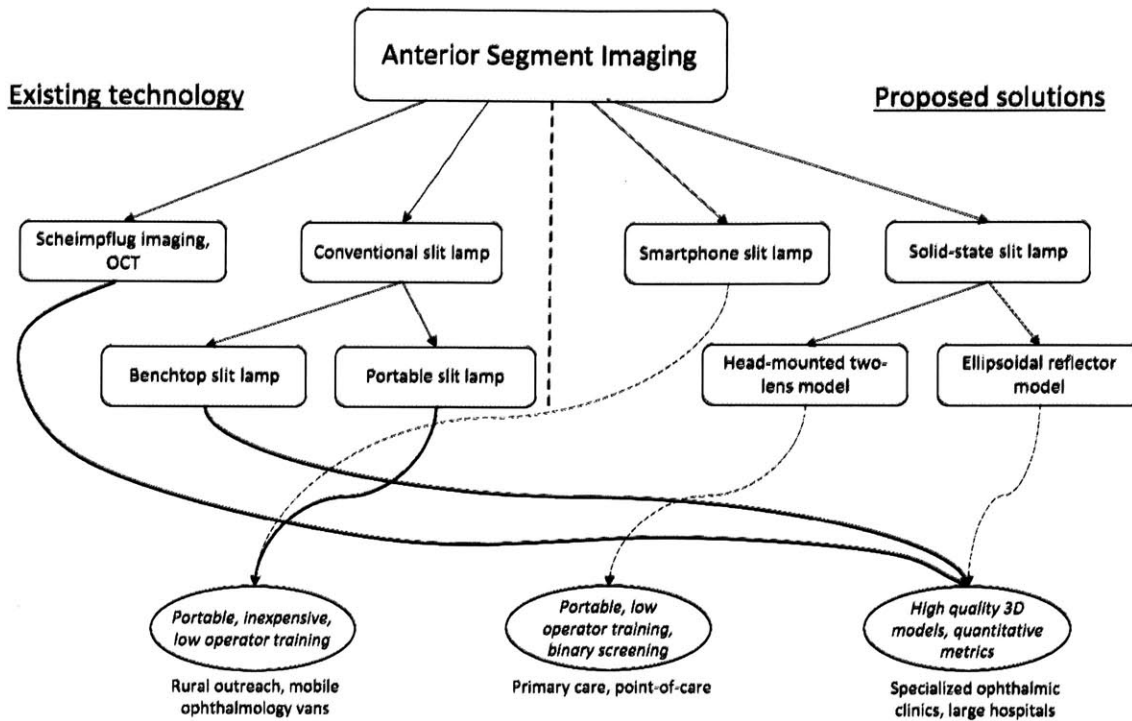 Anterior Segment Imaging
Existing technology
Proposed solutions
Scheimpflug imaging,
OCT
Conventional slit lamp
Smartphone slit lamp
Solid-state slit lamp
Benchtop slit lamp
Portable slit lamp
Head-mounted two-
lens model
Ellipsoidal reflector
model
Portable, inexpensive,
low operator training
Portable, low
operator training,
binary screening
High quality 3D
models, quantitative
metrics
Rural outreach, mobile
ophthalmology vans
Primary care, point-of-care
Specialized ophthalmic
clinics, large hospitals